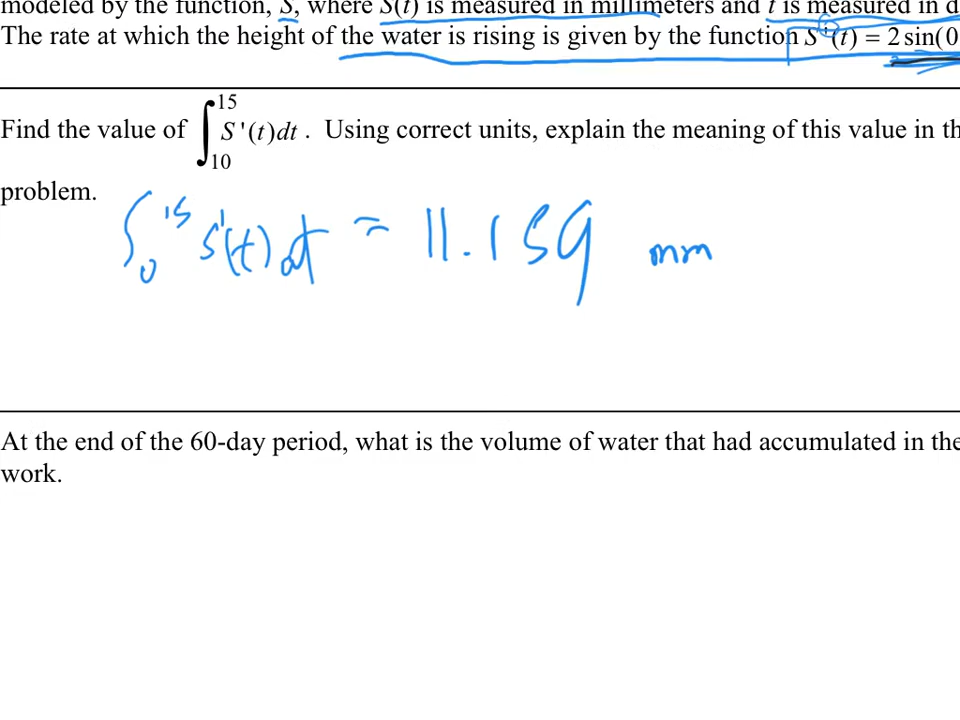 modeled by the function, S, where S(t) is measured in millimeters and t is measured in d
The rate at which the height of the water is rising is given by the function S'(t) = 2 sin(0
Find the value of ∫₁₀¹⁵ S'(t)dt . Using correct units, explain the meaning of this value in th
problem.
∫₀¹⁵ S'(t) dt = 11.159 mm
At the end of the 60-day period, what is the volume of water that had accumulated in the
work.